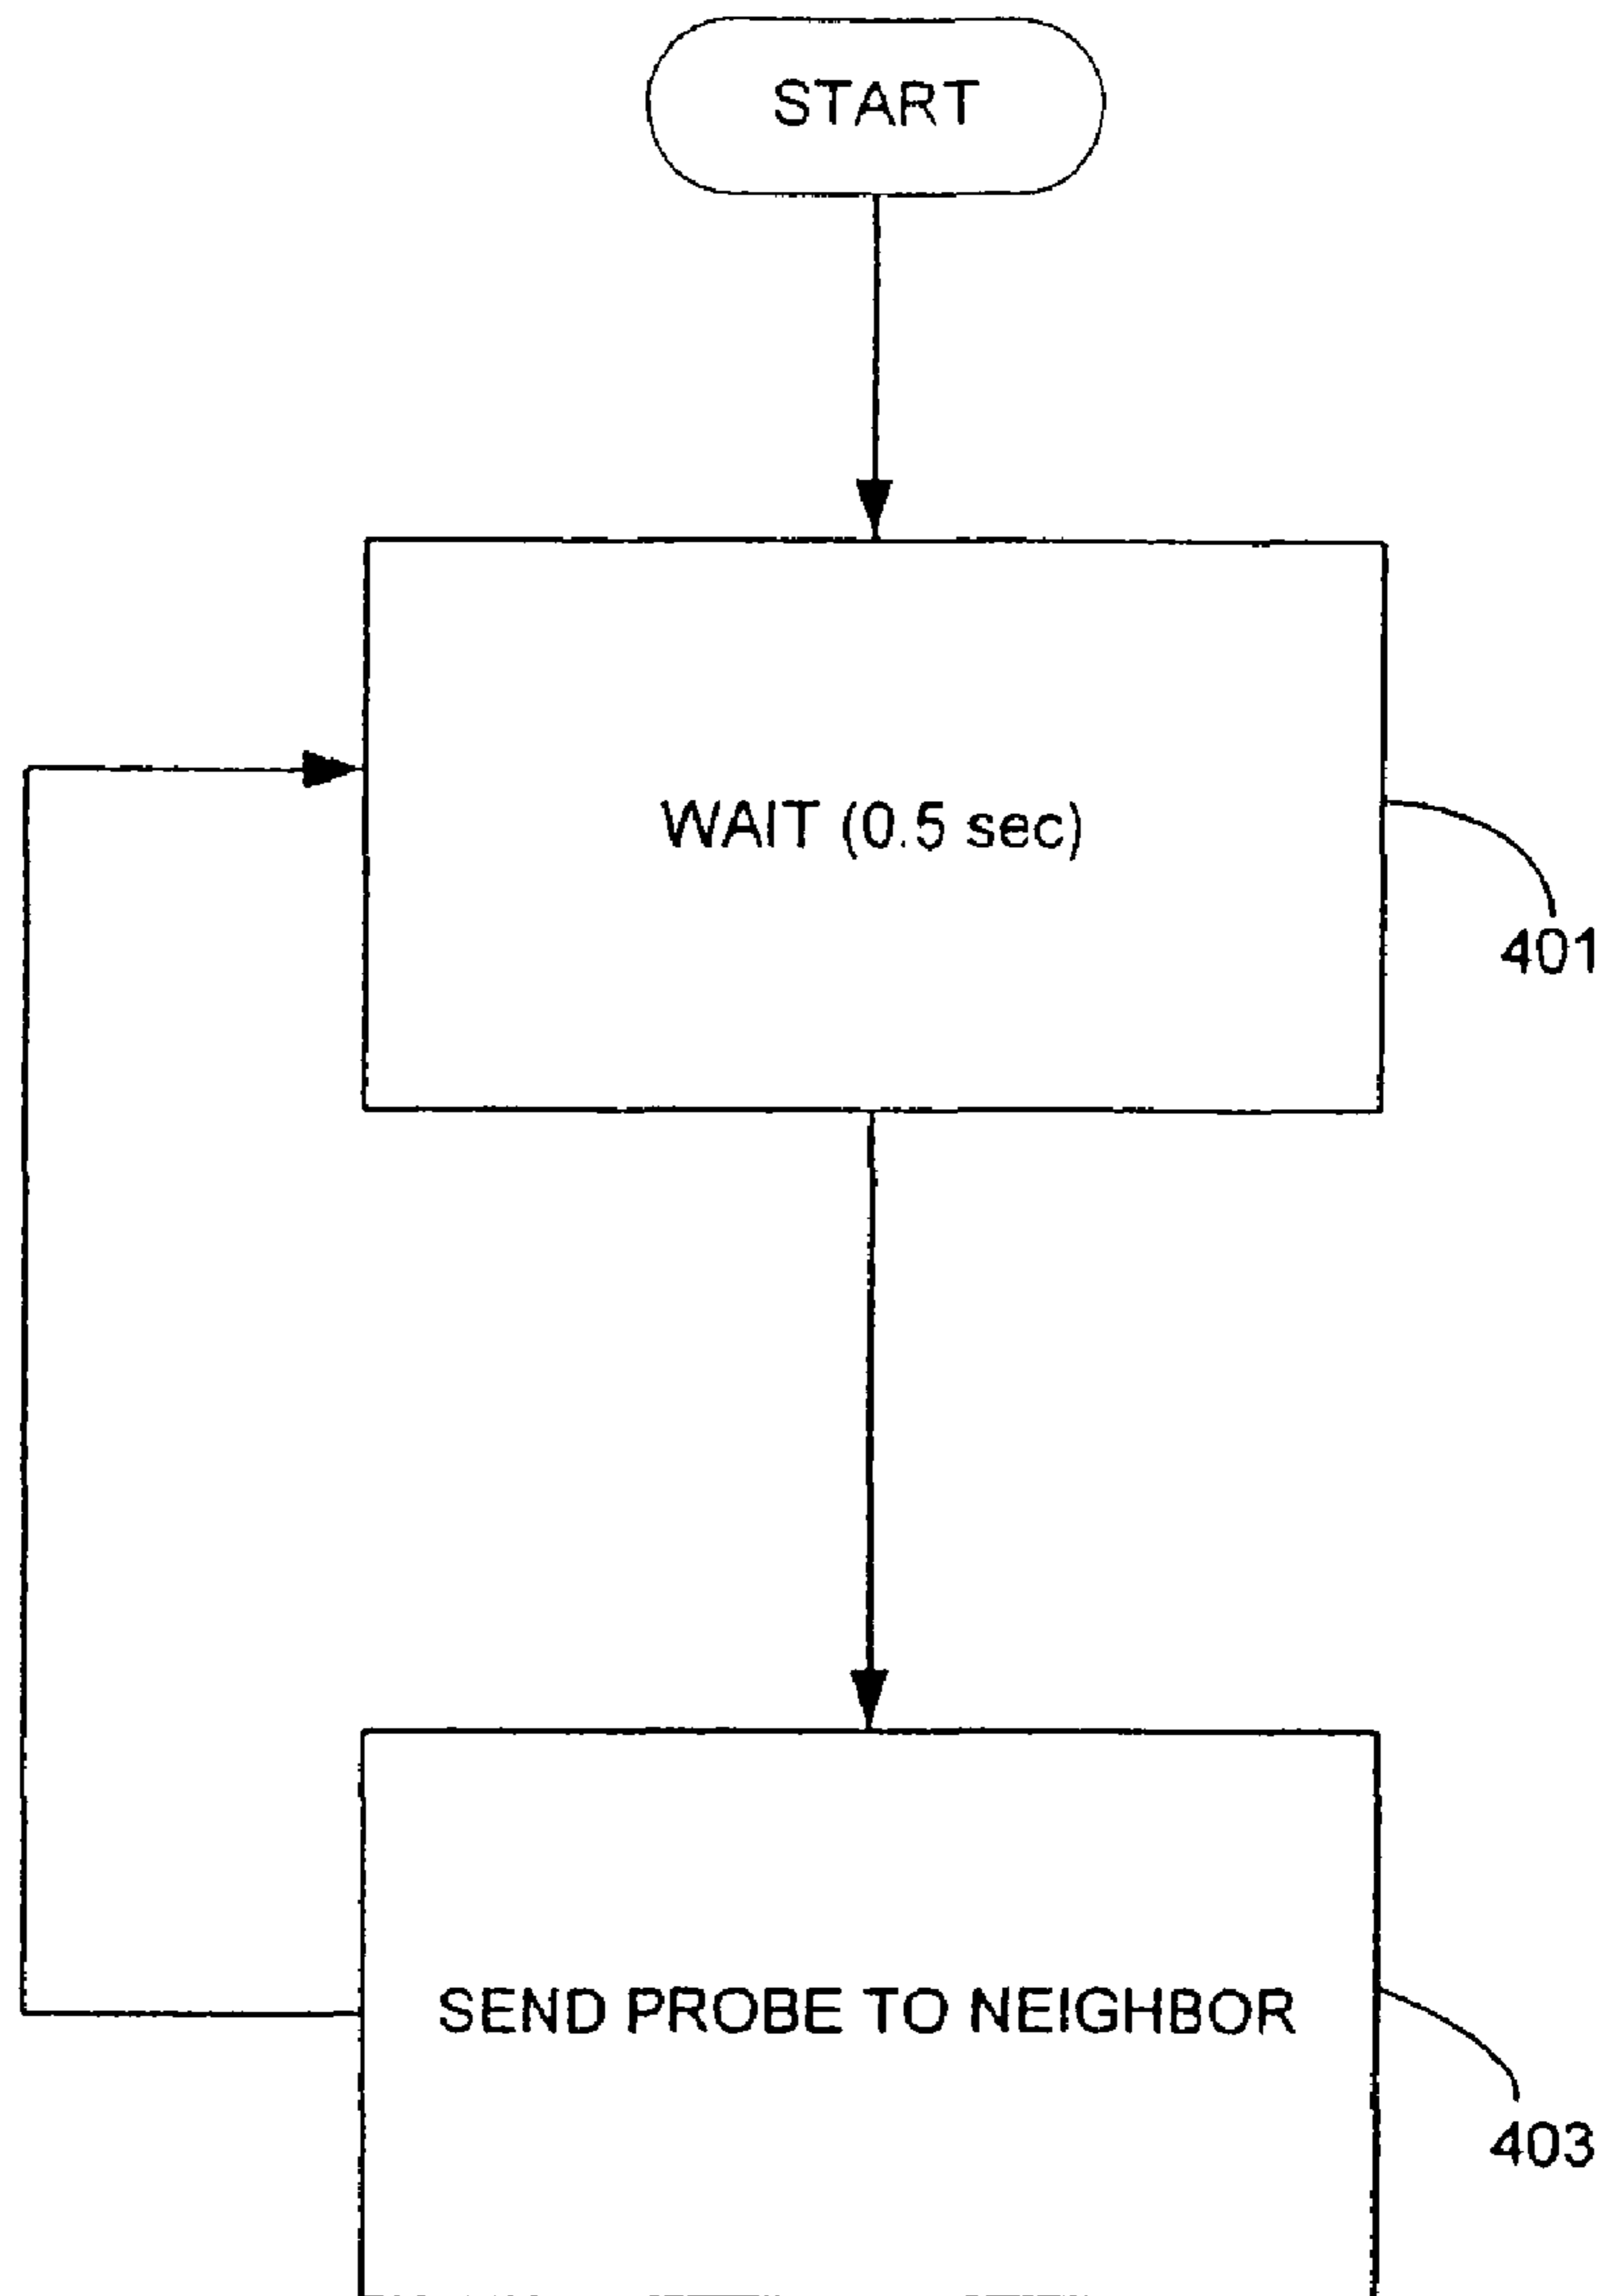 START
WAIT (0.5 sec)
401
SEND PROBE TO NEIGHBOR
403